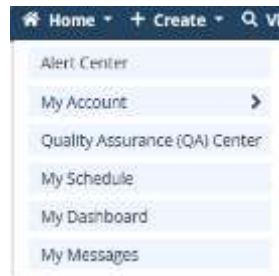 Home + Create
Alert Center
My Account
Quality Assurance (QA) Center
My Schedule
My Dashboard
My Messages